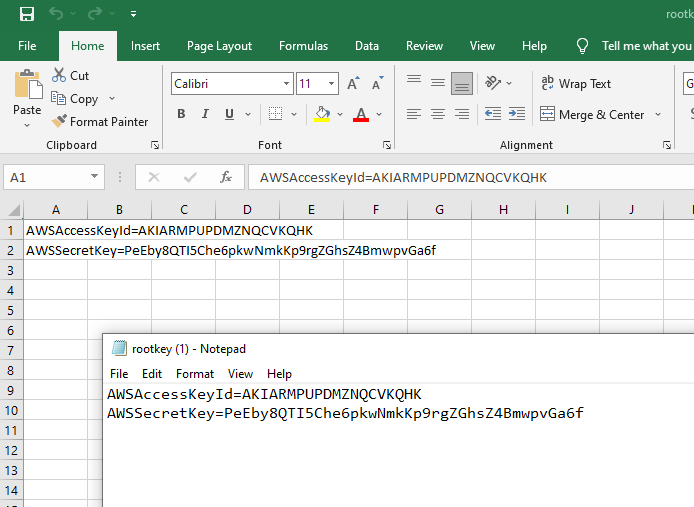 rootk
File Home Insert Page Layout Formulas Data Review View Help Tell me what you
Paste
Cut
Copy
Format Painter
Clipboard
Calibri 11
B I U
Font
Wrap Text
Merge & Center
Alignment
A1 fx AWSAccessKeyId=AKIARMPUPDMZNQCVKQHK
A B C D E F G H I J
1 AWSAccessKeyId=AKIARMPUPDMZNQCVKQHK
2 AWSSecretKey=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
3
4
5
6
7
8
9
10
11
12
13
14
rootkey (1) - Notepad
File Edit Format View Help
AWSAccessKeyId=AKIARMPUPDMZNQCVKQHK
AWSSecretKey=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